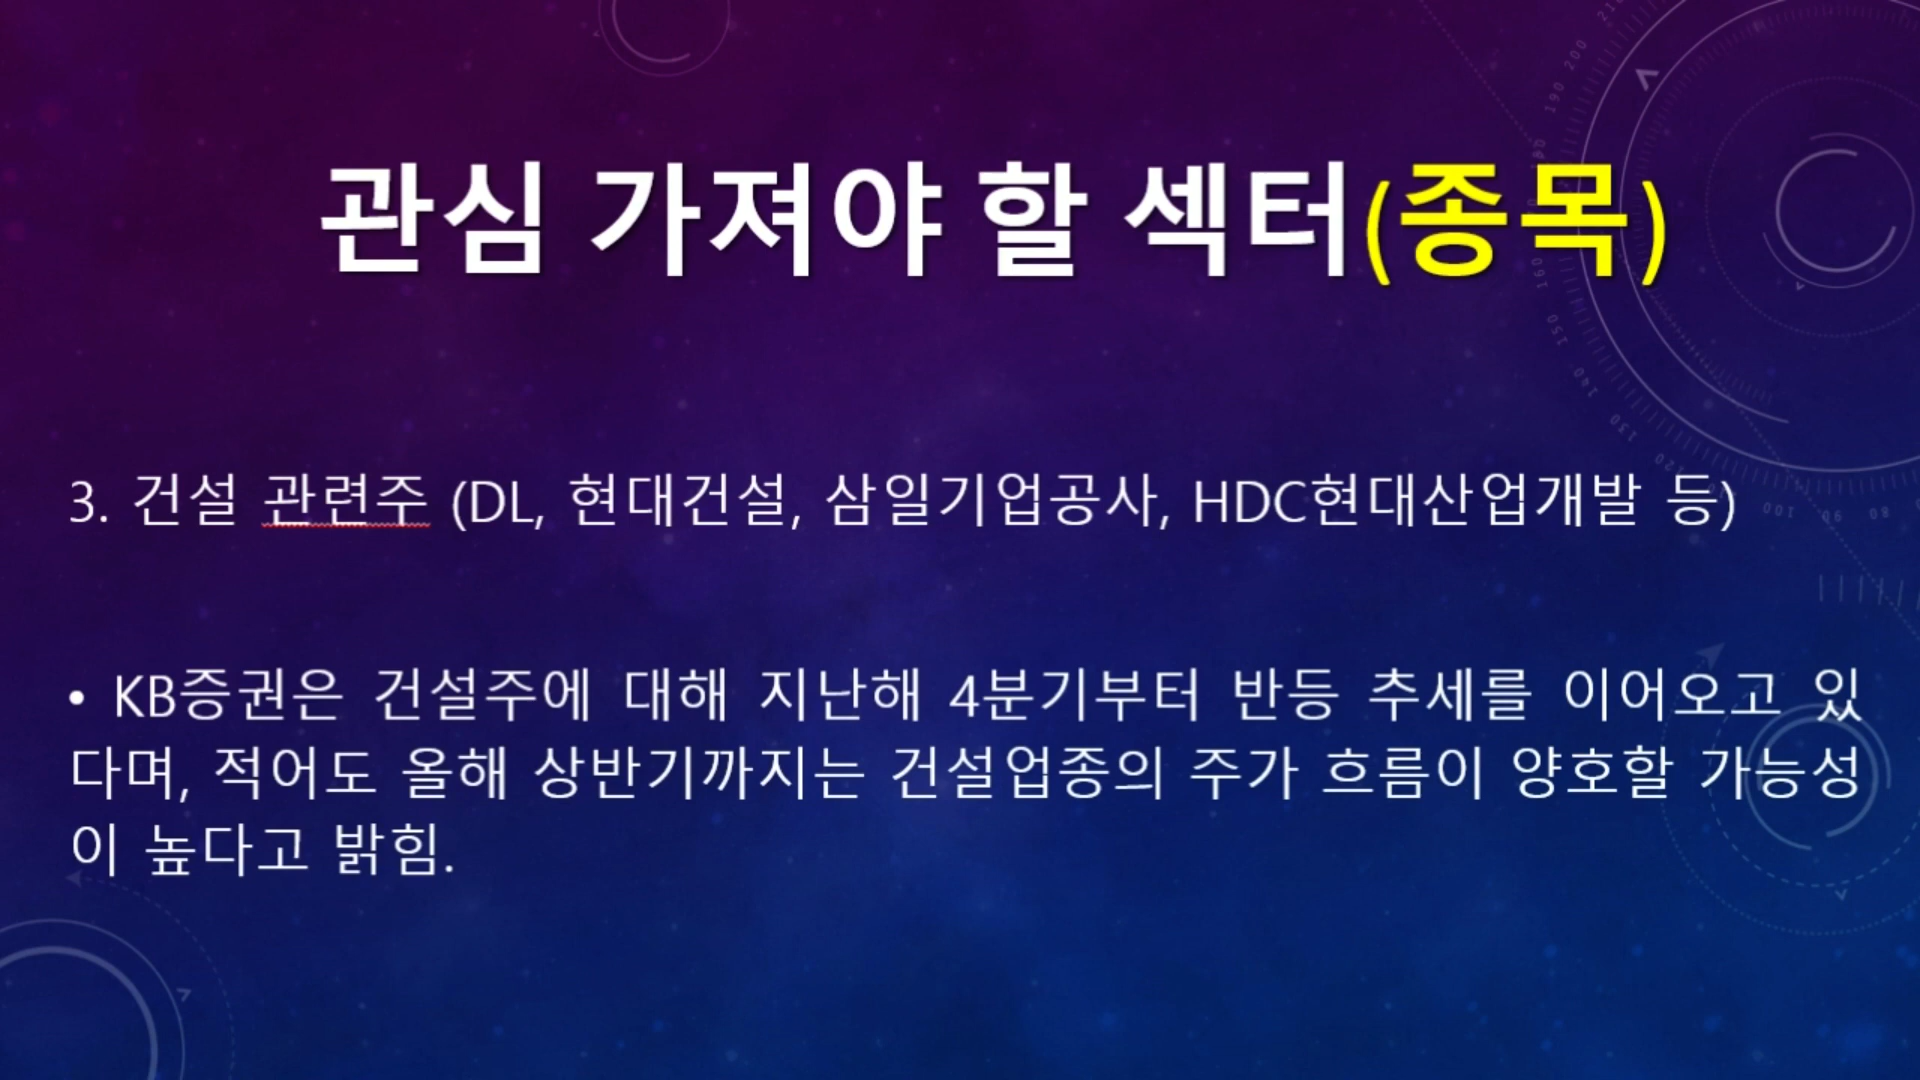 관심 가져야 할 섹터(종목)
3. 건설 관련주 (DL, 현대건설, 삼일기업공사, HDC현대산업개발 등)
• KB증권은 건설주에 대해 지난해 4분기부터 반등 추세를 이어오고 있
다며, 적어도 올해 상반기까지는 건설업종의 주가 흐름이 양호할 가능성
이 높다고 밝힘.